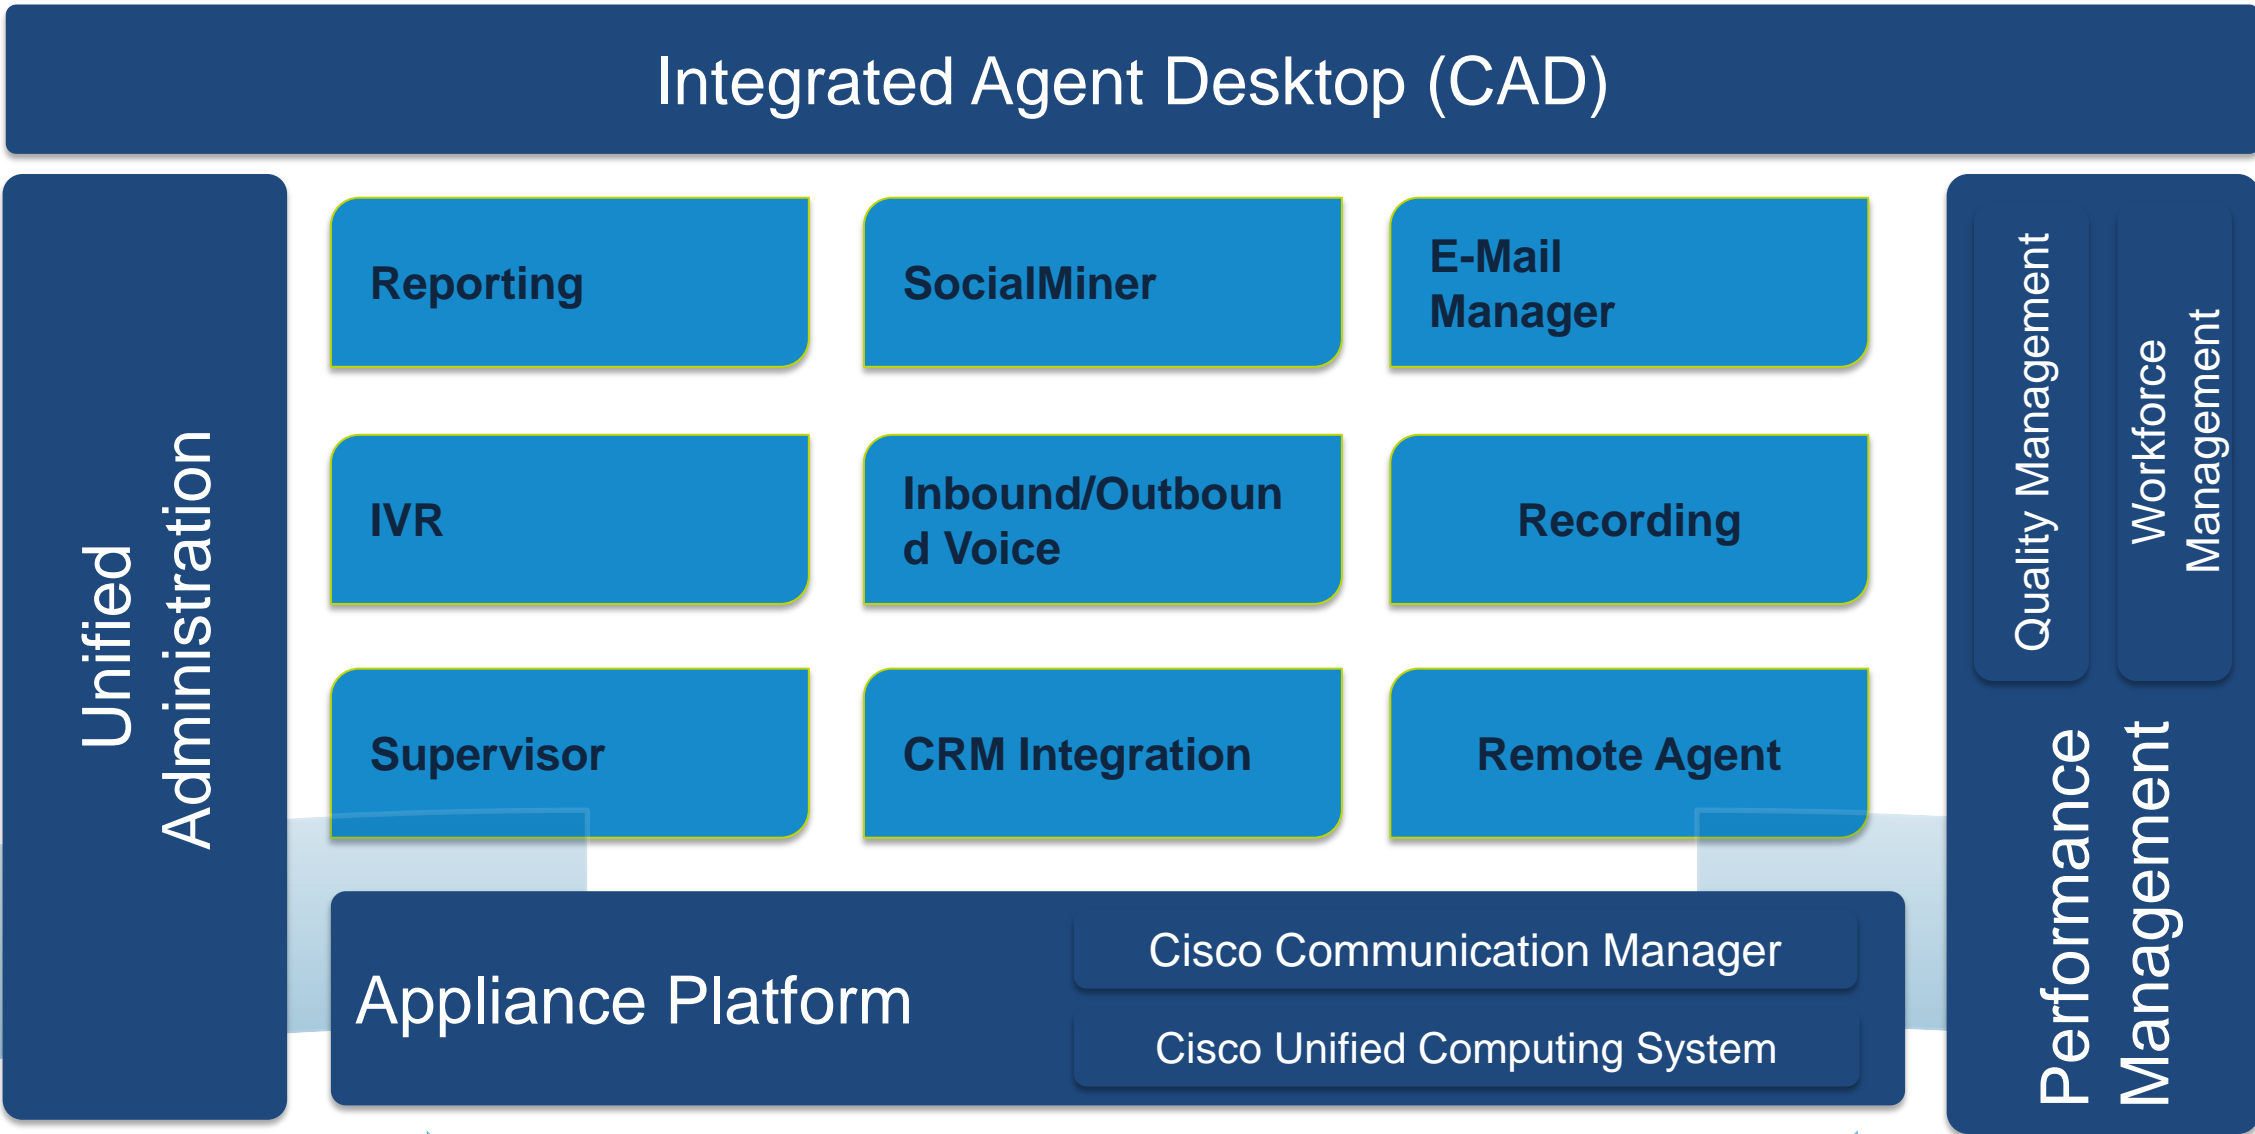 Integrated Agent Desktop (CAD)
Unified
Administration
Reporting
SocialMiner
E-Mail
Manager
IVR
Inbound/Outboun
d Voice
Recording
Supervisor
CRM Integration
Remote Agent
Quality Management
Workforce
Management
Performance
Management
Appliance Platform
Cisco Communication Manager
Cisco Unified Computing System